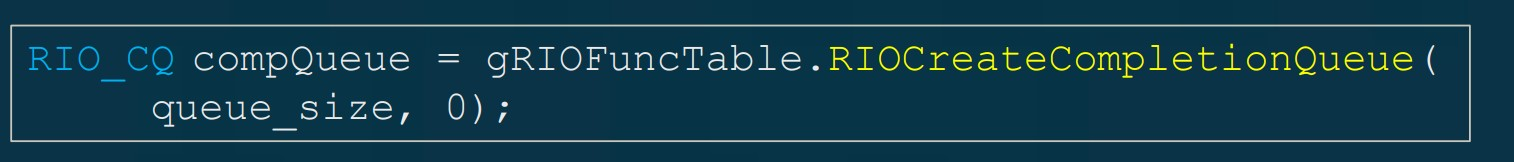 RIO_CQ compQueue = gRIOFuncTable.RIOCreateCompletionQueue(
queue_size, 0);